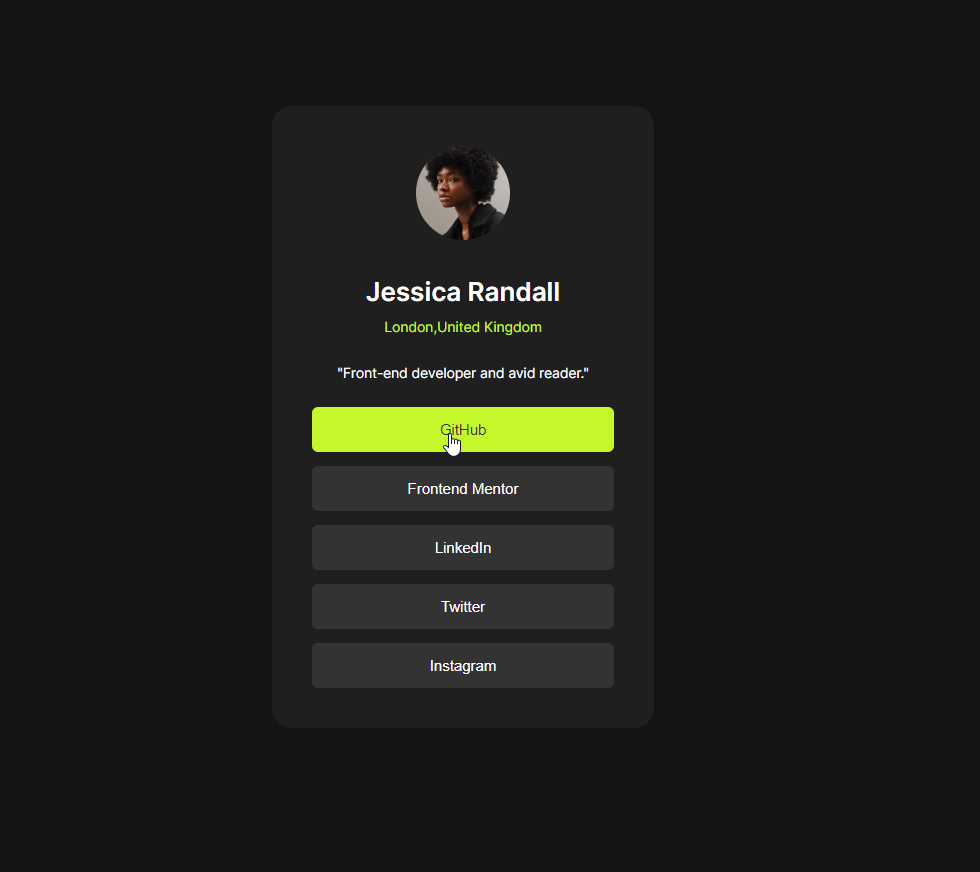 Jessica Randall
London,United Kingdom
"Front-end developer and avid reader."
GitHub
Frontend Mentor
LinkedIn
Twitter
Instagram